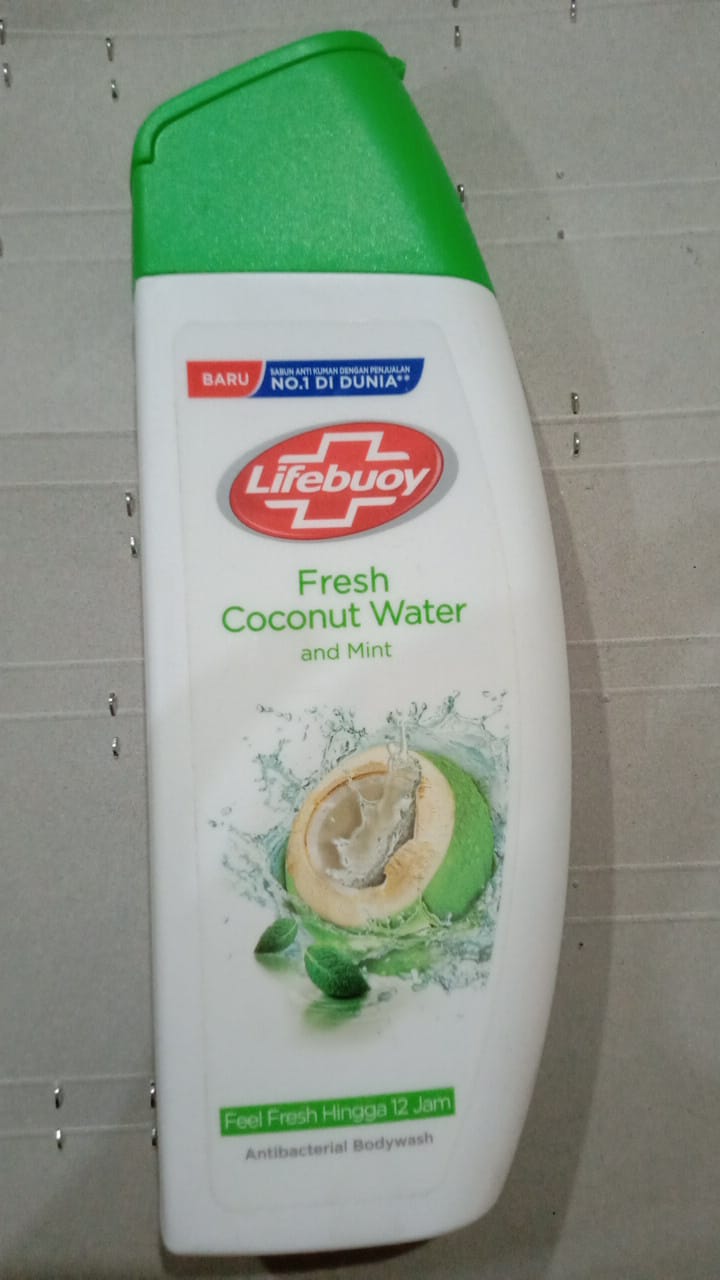 BARU
SABUN ANTI KUMAN DENGAN PENJUALAN
NO.1 DI DUNIA**
Lifebuoy
Fresh
Coconut Water
and Mint
Feel Fresh Hingga 12 Jam
Antibacterial Bodywash